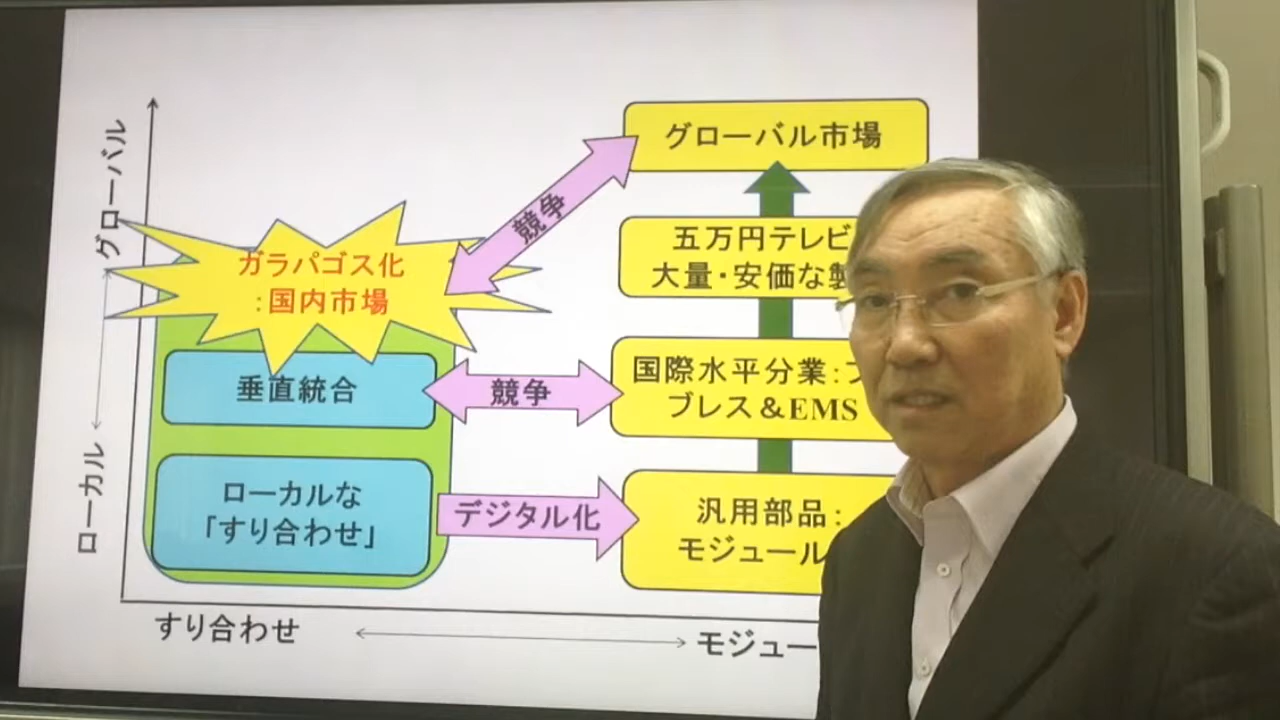 グローバル
ローカル
ガラパゴス化
：国内市場
垂直統合
ローカルな
「すり合わせ」
競争
競争
デジタル化
グローバル市場
五万円テレビ
大量・安価な
国際水平分業：
ブレス＆EMS
汎用部品：
モジュール
すり合わせ
モジュー